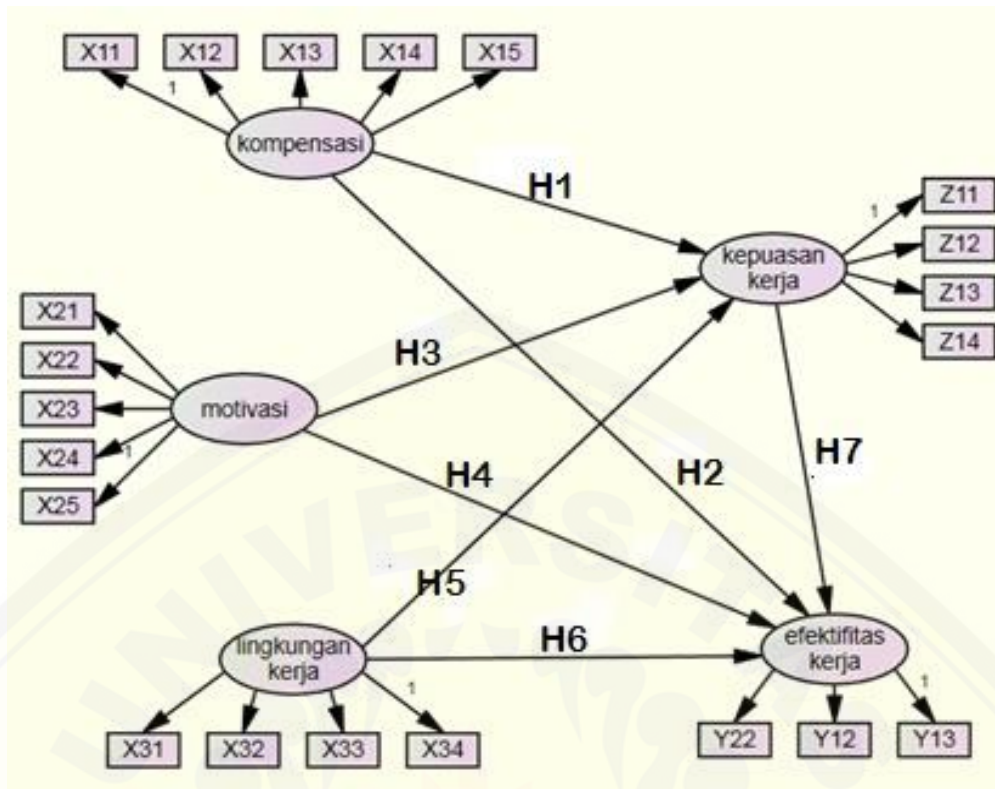 X11 X12 X13 X14 X15
1
kompensasi
H1
Z11
1
kepuasan
kerja
Z12
Z13
Z14
X21
X22
X23
X24
1
X25
motivasi
H3
H4
H2
H7
H5
lingkungan
kerja
H6
efektifitas
kerja
1
1
X31 X32 X33 X34
Y22 Y12 Y13
UNIVERSITAS